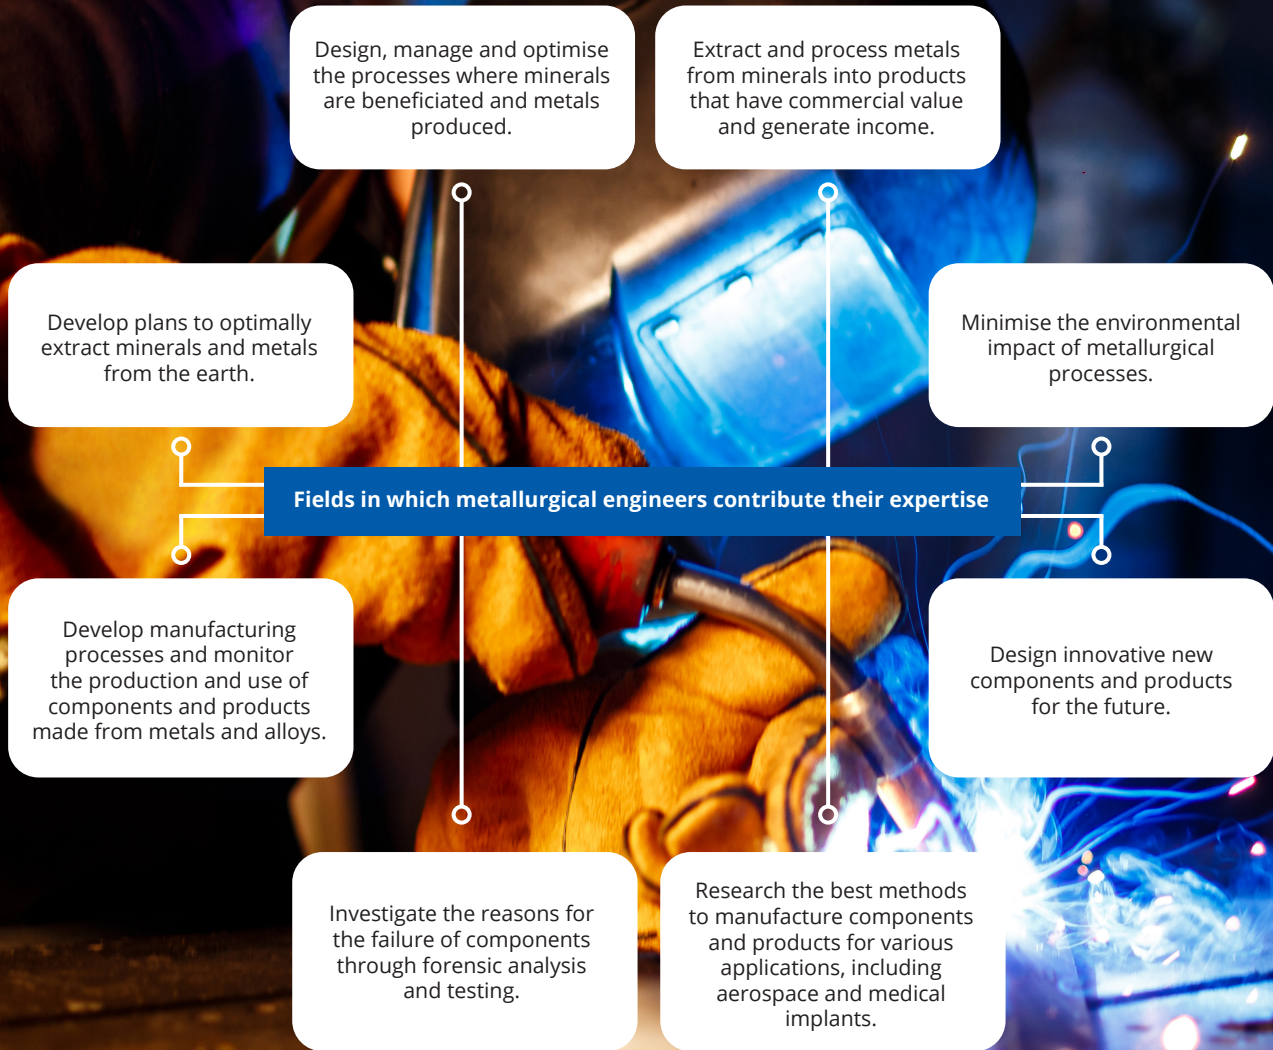 Design, manage and optimise
the processes where minerals
are beneficiated and metals
produced.
Extract and process metals
from minerals into products
that have commercial value
and generate income.
Develop plans to optimally
extract minerals and metals
from the earth.
Minimise the environmental
impact of metallurgical
processes.
Fields in which metallurgical engineers contribute their expertise
Develop manufacturing
processes and monitor
the production and use of
components and products
made from metals and alloys.
Design innovative new
components and products
for the future.
Investigate the reasons for
the failure of components
through forensic analysis
and testing.
Research the best methods
to manufacture components
and products for various
applications, including
aerospace and medical
implants.